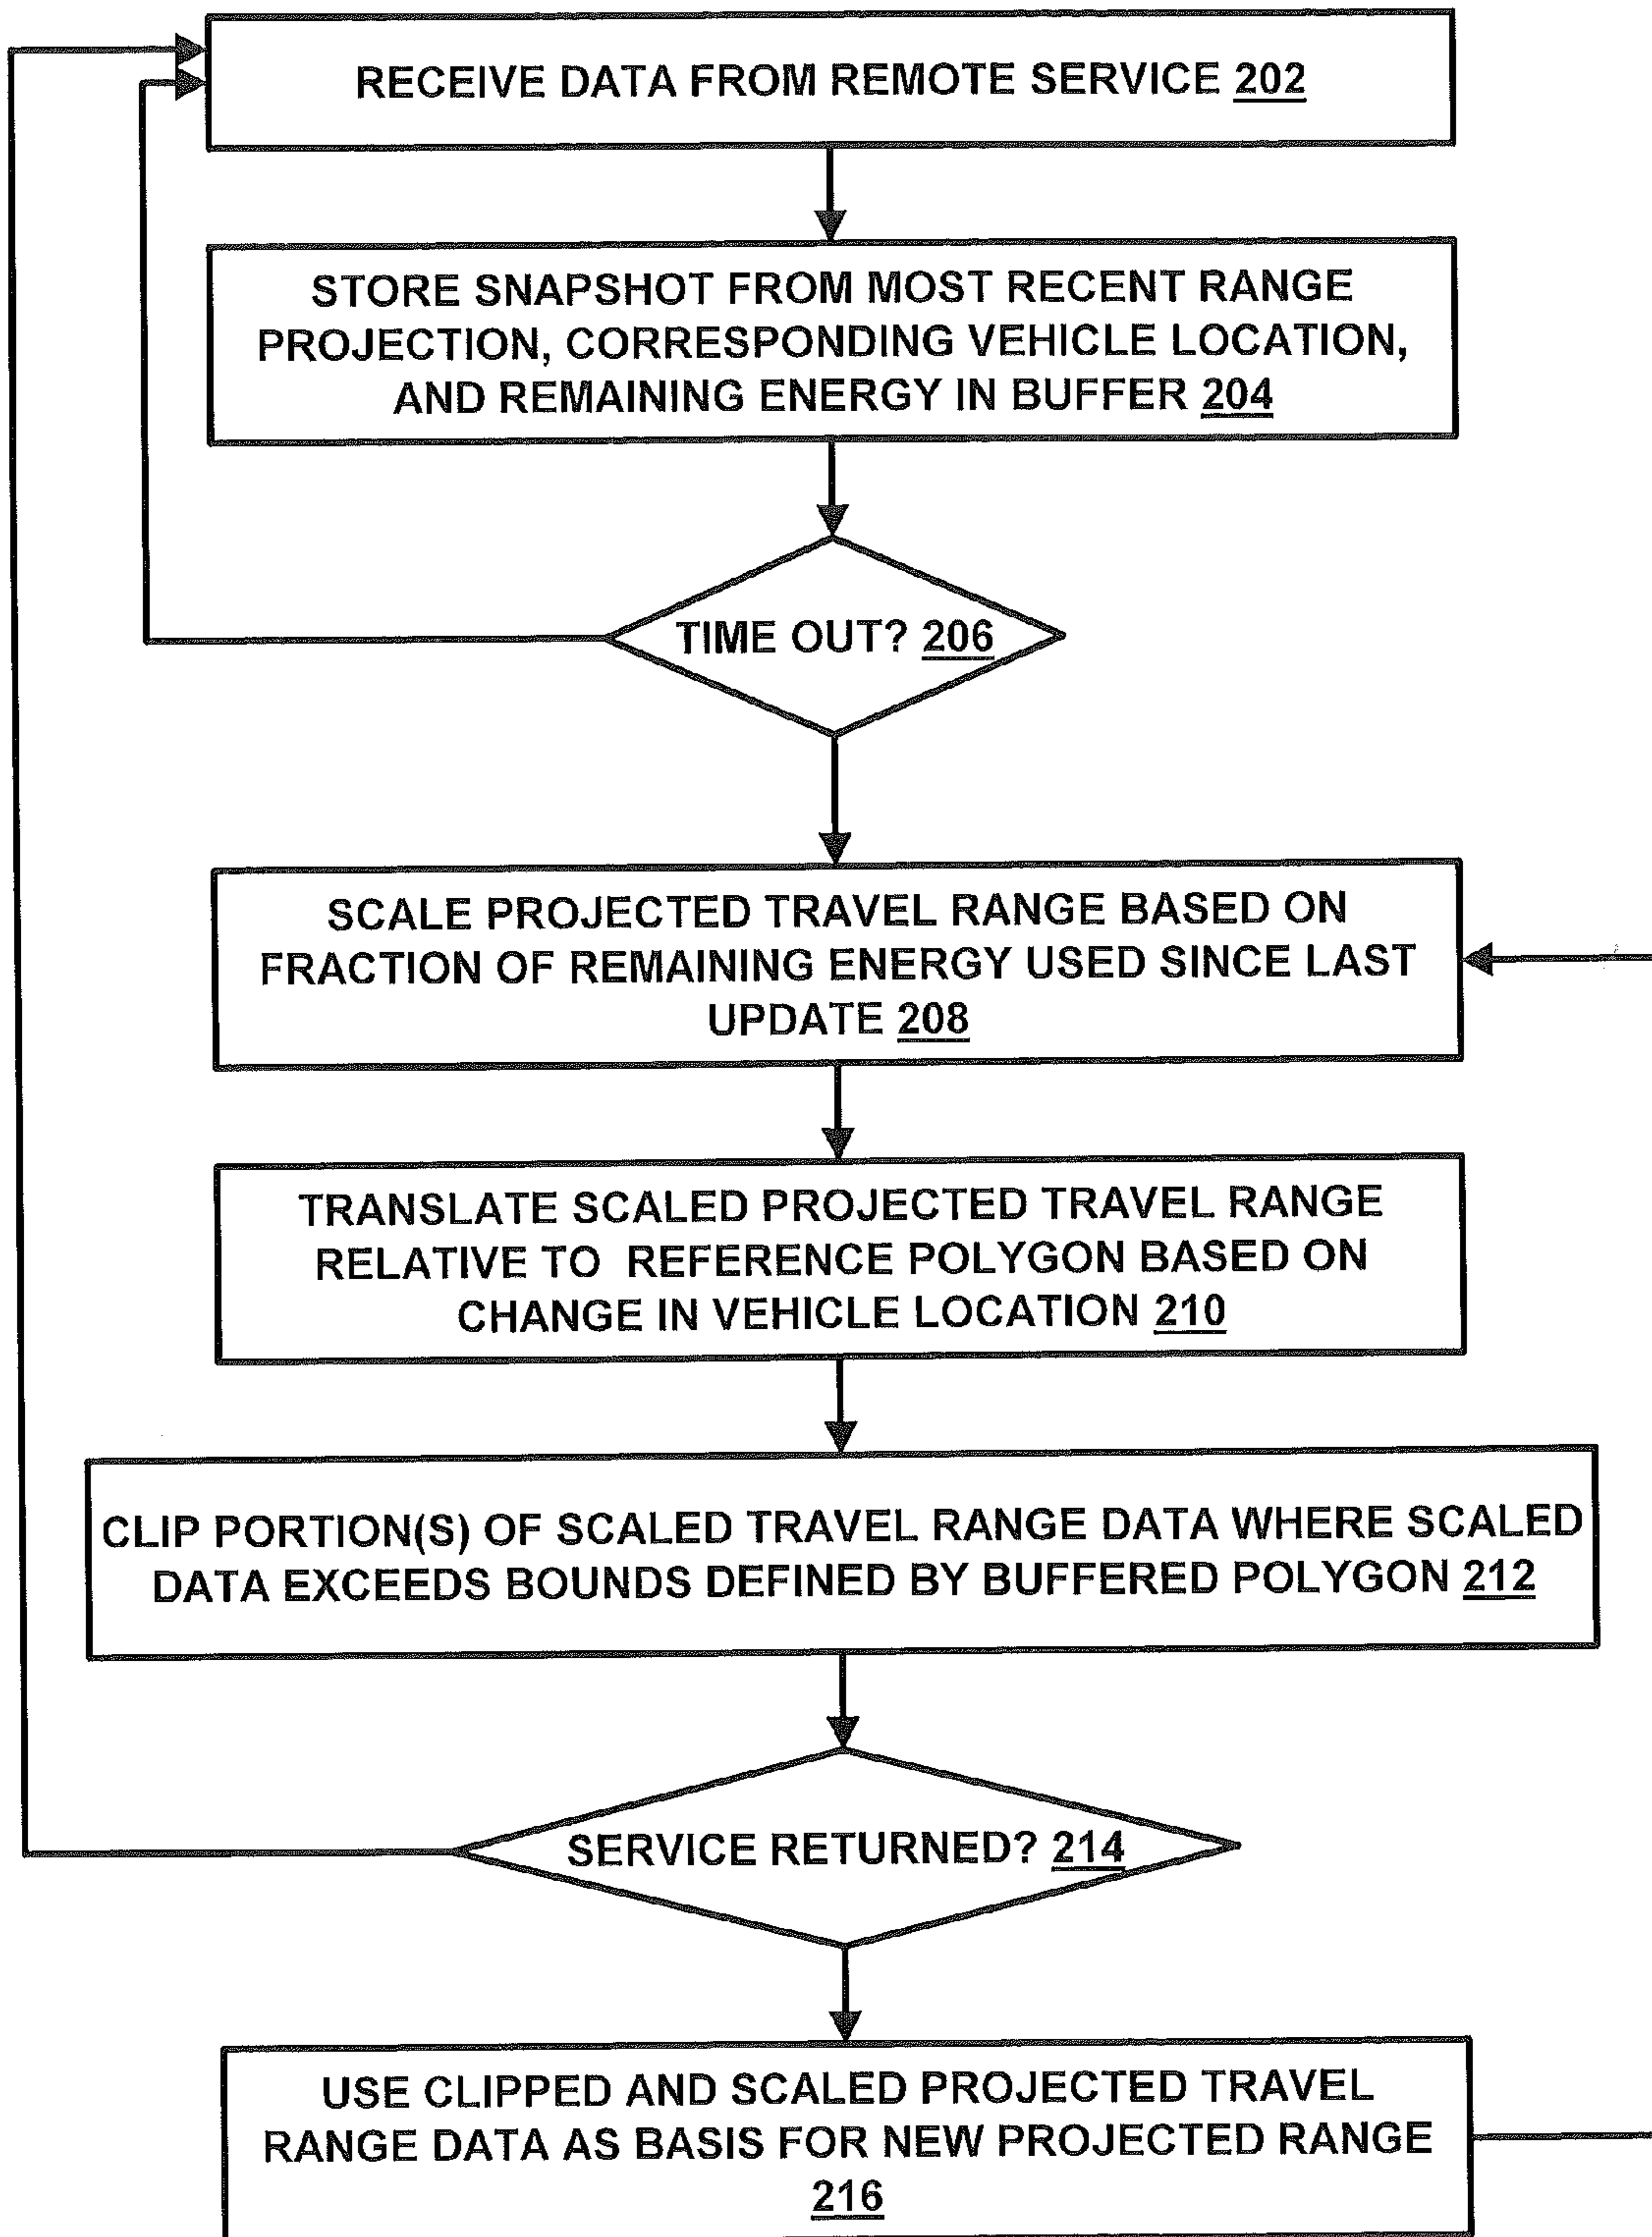 RECEIVE DATA FROM REMOTE SERVICE 202
STORE SNAPSHOT FROM MOST RECENT RANGE
PROJECTION, CORRESPONDING VEHICLE LOCATION,
AND REMAINING ENERGY IN BUFFER 204
TIME OUT? 206
SCALE PROJECTED TRAVEL RANGE BASED ON
FRACTION OF REMAINING ENERGY USED SINCE LAST
UPDATE 208
TRANSLATE SCALED PROJECTED TRAVEL RANGE
RELATIVE TO REFERENCE POLYGON BASED ON
CHANGE IN VEHICLE LOCATION 210
CLIP PORTION(S) OF SCALED TRAVEL RANGE DATA WHERE SCALED
DATA EXCEEDS BOUNDS DEFINED BY BUFFERED POLYGON 212
SERVICE RETURNED? 214
USE CLIPPED AND SCALED PROJECTED TRAVEL
RANGE DATA AS BASIS FOR NEW PROJECTED RANGE
216